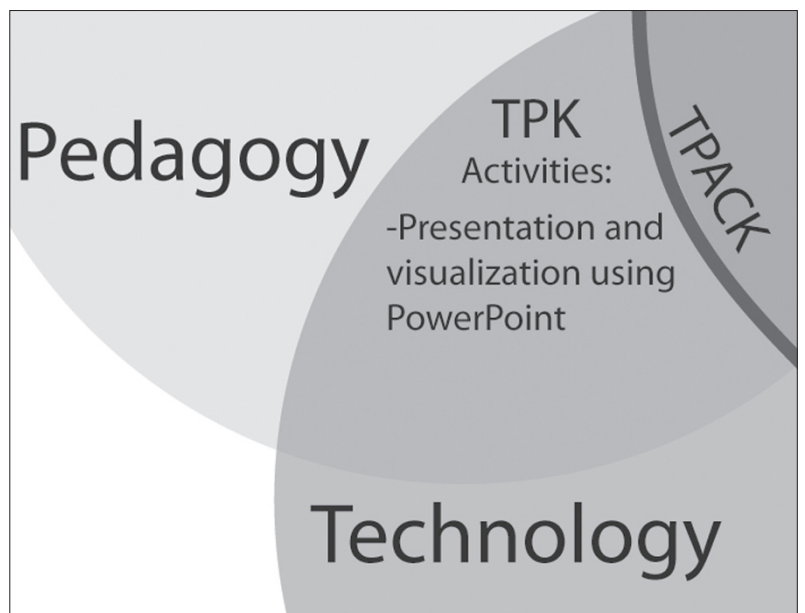 Pedagogy
TPK
Activities:
-Presentation and
visualization using
PowerPoint
TPACK
Technology